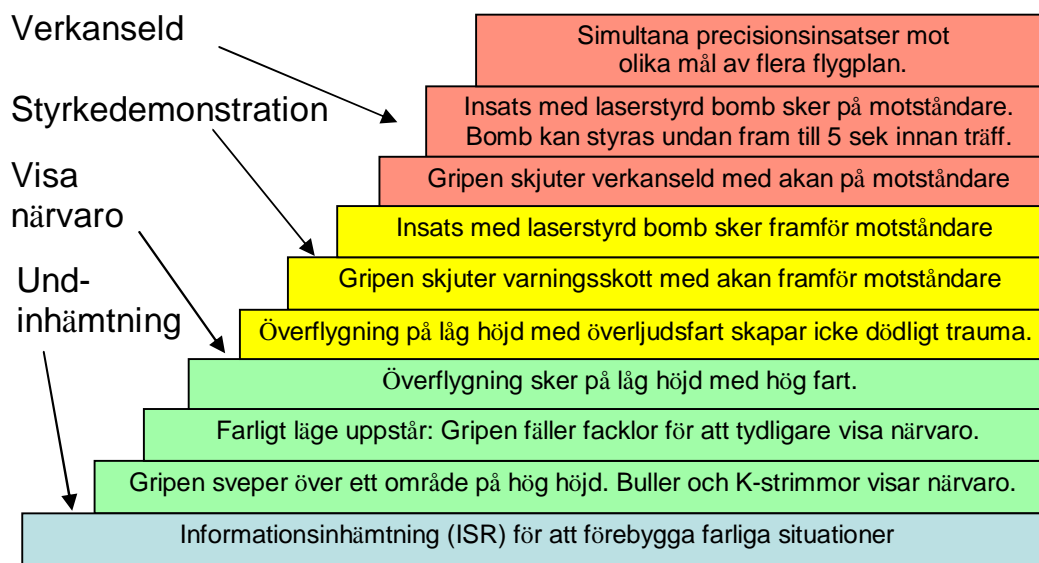 Verkanseld
Styrkedemonstration
Visa
närvaro
Und-
inhämtning
Simultana precisionsinsatser mot
olika mål av flera flygplan.
Insats med laserstyrd bomb sker på motståndare.
Bomb kan styras undan fram till 5 sek innan träff.
Gripen skjuter verkanseld med akan på motståndare
Insats med laserstyrd bomb sker framför motståndare
Gripen skjuter varningsskott med akan framför motståndare
Överflygning på låg höjd med överljudsfart skapar icke dödligt trauma.
Överflygning sker på låg höjd med hög fart.
Farligt läge uppstår: Gripen fäller facklor för att tydligare visa närvaro.
Gripen sveper över ett område på hög höjd. Buller och K-strimmor visar närvaro.
Informationsinhämtning (ISR) för att förebygga farliga situationer